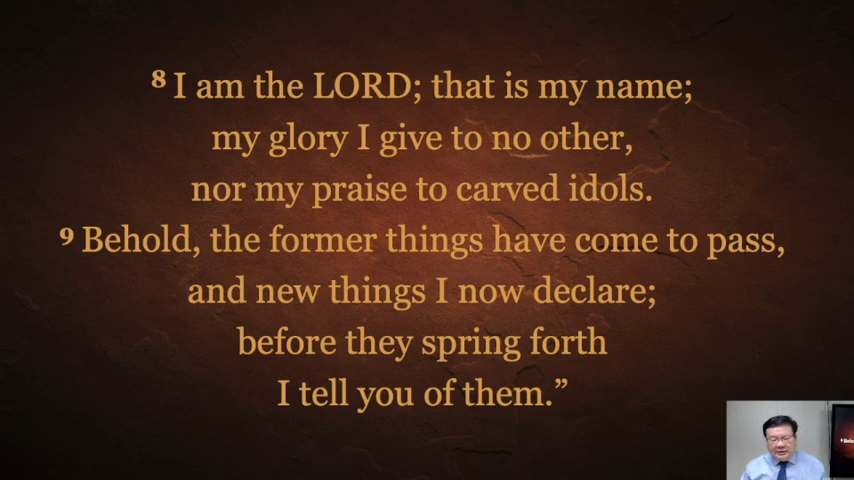 8 I am the LORD; that is my name;
my glory I give to no other,
nor my praise to carved idols.
9 Behold, the former things have come to pass,
and new things I now declare;
before they spring forth
I tell you of them.”